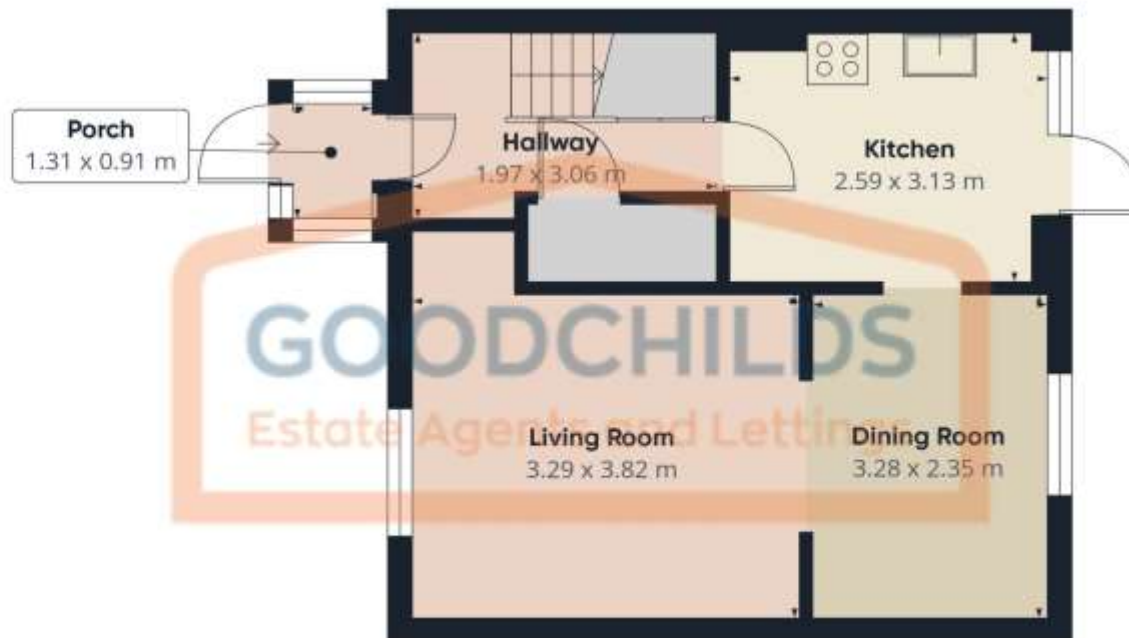 Porch
1.31 x 0.91 m
Hallway
1.97 x 3.06 m
Kitchen
2.59 x 3.13 m
GOODCHILDS
Estate Agents and Lettings
Living Room
3.29 x 3.82 m
Dining Room
3.28 x 2.35 m